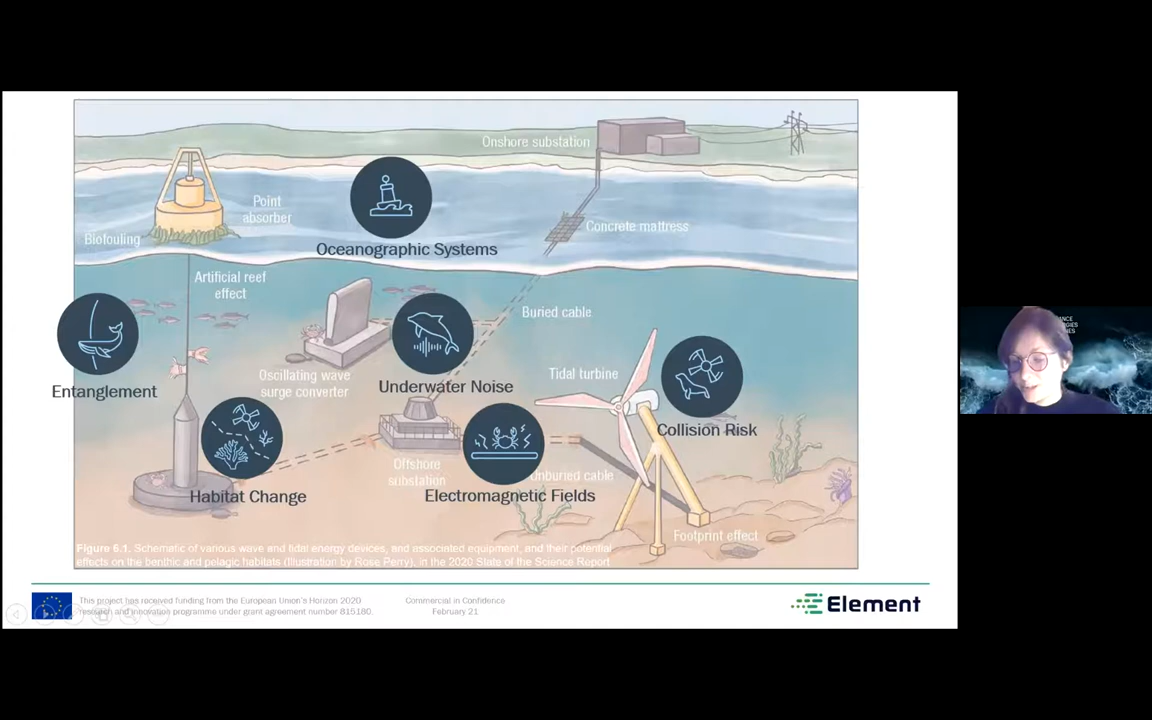 Onshore substation
Point
absorber
Concrete mattress
Biofouling
Oceanographic Systems
Artificial reef
effect
Buried cable
Tidal turbine
Entanglement
Oscillating wave
surge converter
Underwater Noise
Collision Risk
Offshore
substation
Unburied cable
Habitat Change
Electromagnetic Fields
Footprint effect
Figure 6.1. Schematic of various wave and tidal energy devices, and associated equipment, and their potential
effects on the benthic and pelagic habitats (Illustration by Rose Perry), in the 2020 State of the Science Report
This project has received funding from the European Union's Horizon 2020
research and innovation programme under grant agreement number 815180.
Commercial in Confidence
February 21
Element